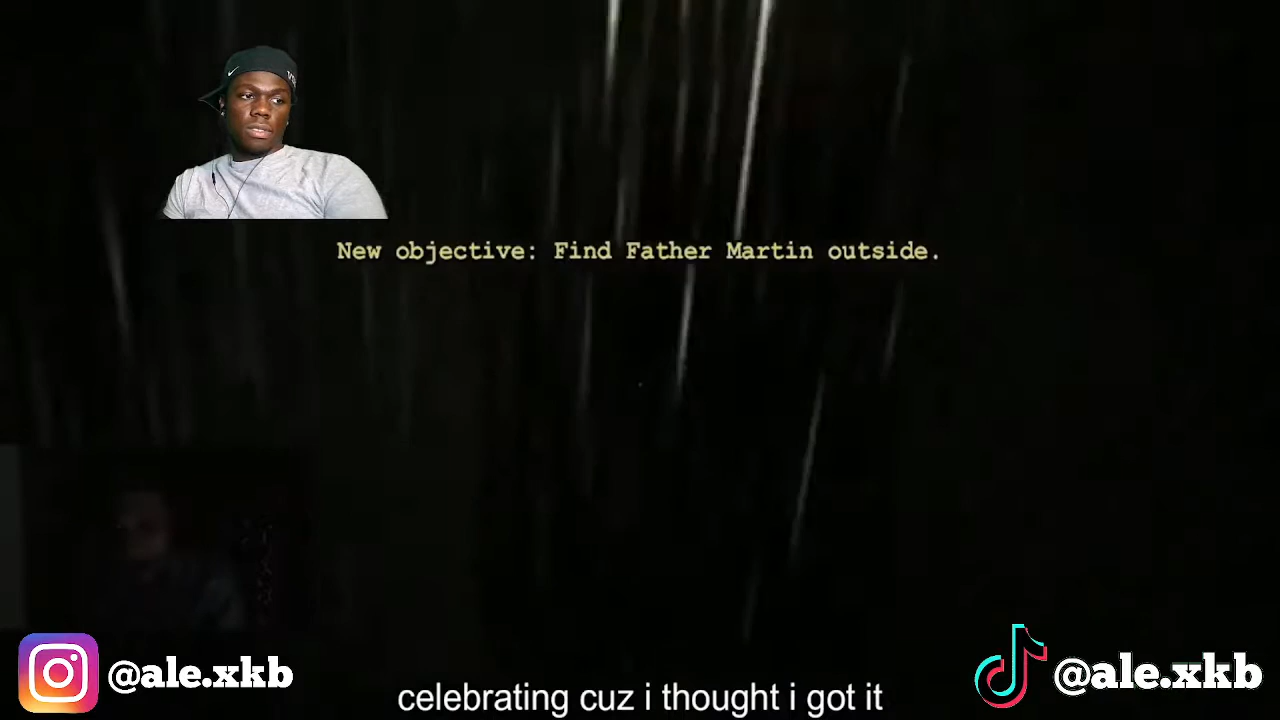 New objective: Find Father Martin outside.
@ale.xkb
@ale.xkb
celebrating cuz i thought i got it